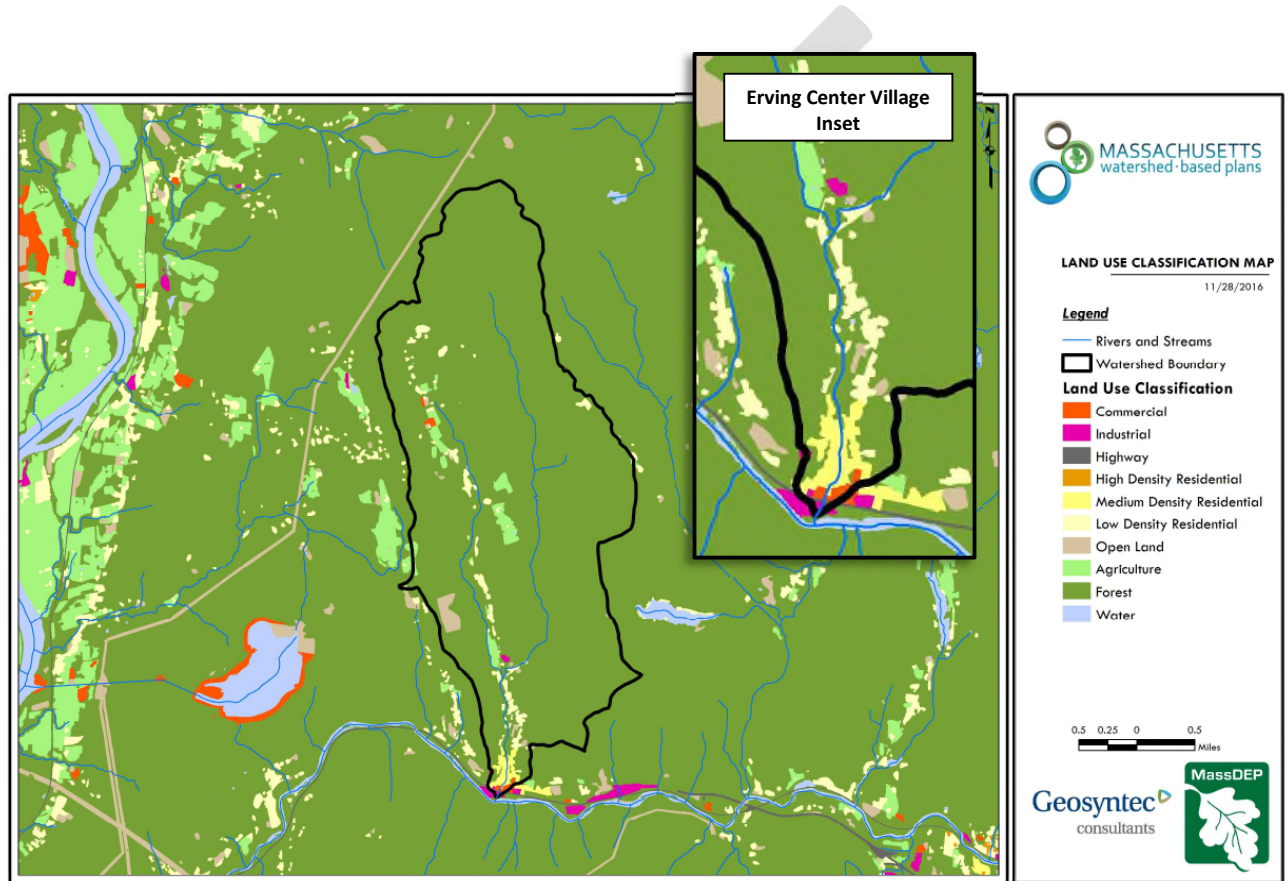 Erving Center Village
Inset
MASSACHUSETTS
watershed·based plans
LAND USE CLASSIFICATION MAP
11/28/2016
Legend
Rivers and Streams
Watershed Boundary
Land Use Classification
Commercial
Industrial
Highway
High Density Residential
Medium Density Residential
Low Density Residential
Open Land
Agriculture
Forest
Water
0.5 0.25 0 0.5
Miles
Geosyntec
consultants
MassDEP